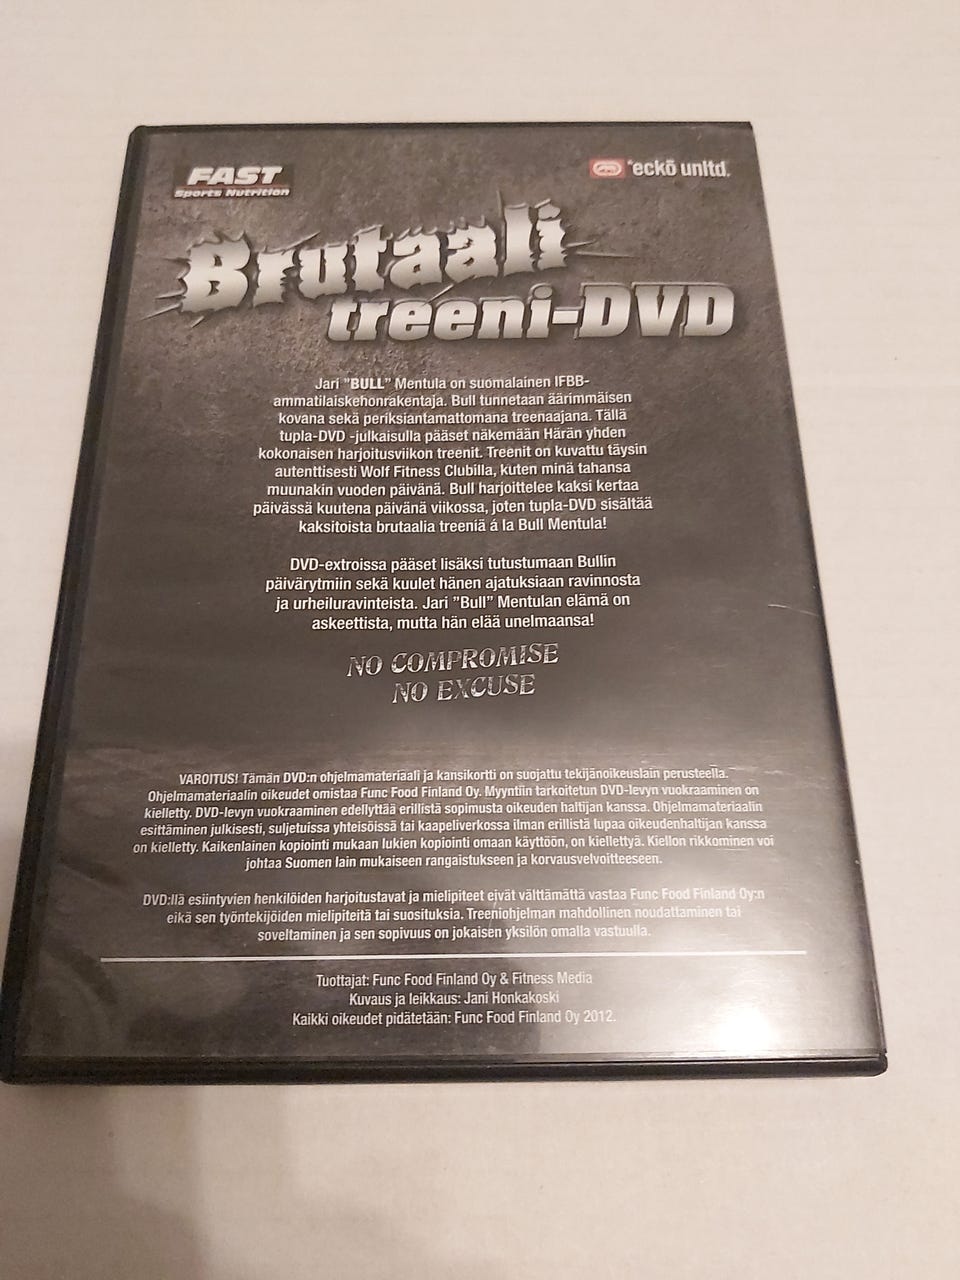 FAST
Sports Nutrition
*eckō unltd.
Brutaali
treeni-DVD
Jari ”BULL” Mentula on suomalainen IFBB-
ammatilaiskehonrakentaja. Bull tunnetaan äärimmäisen
kovana sekä periksiantamattomana treenaajana. Tällä
tupla-DVD -julkaisulla pääset näkemään Härän yhden
kokonaisen harjoitusviikon treenit. Treenit on kuvattu täysin
autenttisesti Wolf Fitness Clubilla, kuten minä tahansa
muunakin vuoden päivänä. Bull harjoittelee kaksi kertaa
päivässä kuutena päivänä viikossa, joten tupla-DVD sisältää
kaksitoista brutaalia treeniä á la Bull Mentula!
DVD-extroissa pääset lisäksi tutustumaan Bullin
päivärytmiin sekä kuulet hänen ajatuksiaan ravinnosta
ja urheiluravinteista. Jari ”Bull” Mentulan elämä on
askeettista, mutta hän elää unelmaansa!
NO COMPROMISE
NO EXCUSE
VAROITUS! Tämän DVD:n ohjelmamateriaali ja kansikortti on suojattu tekijänoikeuslain perusteella.
Ohjelmamateriaalin oikeudet omistaa Func Food Finland Oy. Myyntiin tarkoitetun DVD-levyn vuokraaminen on
kielletty. DVD-levyn vuokraaminen edellyttää erillistä sopimusta oikeuden haltijan kanssa. Ohjelmamateriaalin
esittäminen julkisesti, suljetuissa yhteisöissä tai kaapeliverkossa ilman erillistä lupaa oikeudenhaltijan kanssa
on kielletty. Kaikenlainen kopiointi mukaan lukien kopiointi omaan käyttöön, on kiellettyä. Kiellon rikkominen voi
johtaa Suomen lain mukaiseen rangaistukseen ja korvausvelvoitteeseen.
DVD:llä esiintyvien henkilöiden harjoitustavat ja mielipiteet eivät välttämättä vastaa Func Food Finland Oy:n
eikä sen työntekijöiden mielipiteitä tai suosituksia. Treeniohjelman mahdollinen noudattaminen tai
soveltaminen ja sen sopivuus on jokaisen yksilön omalla vastuulla.
Tuottajat: Func Food Finland Oy & Fitness Media
Kuvaus ja leikkaus: Jani Honkakoski
Kaikki oikeudet pidätetään: Func Food Finland Oy 2012.